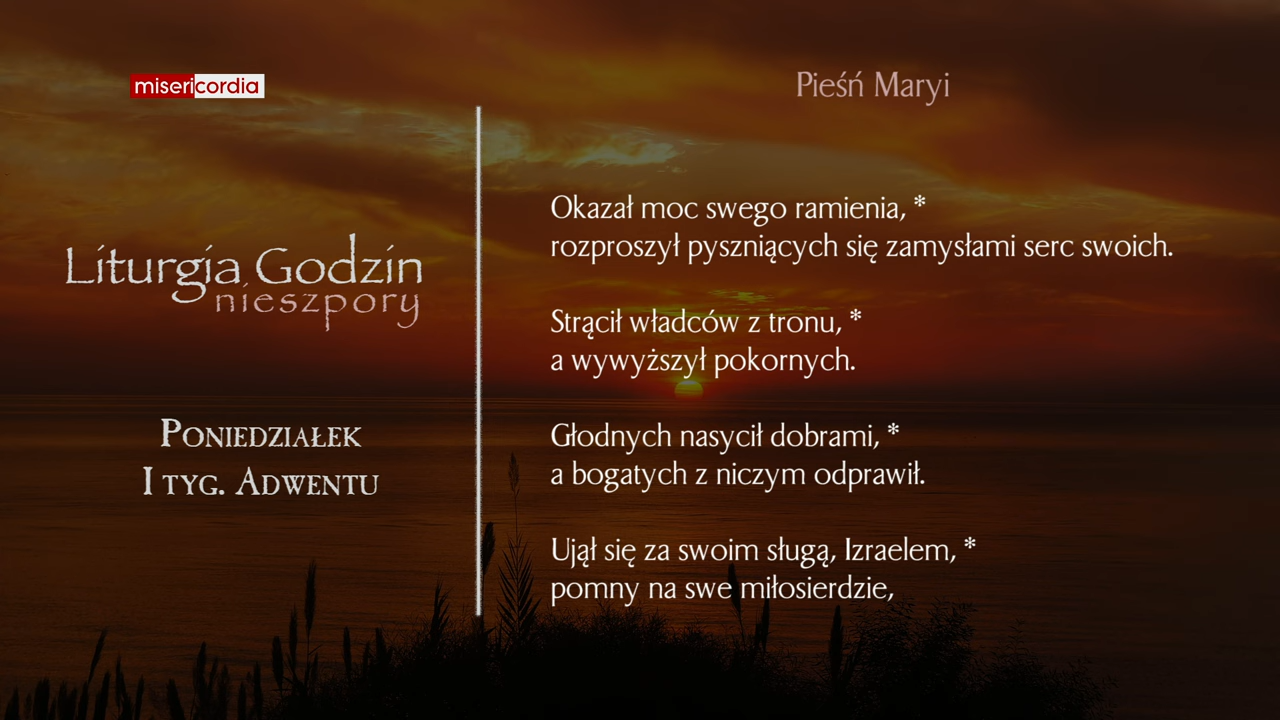 misericordia
Liturgia Godzin
nieszpory
Poniedziałek
I tyg. Adwentu
Pieśń Maryi
Okazał moc swego ramienia, *
rozproszył pyszniących się zamysłami serc swoich.
Strącił władców z tronu, *
a wywyższył pokornych.
Głodnych nasycił dobrami, *
a bogatych z niczym odprawił.
Ujął się za swoim sługą, Izraelem, *
pomny na swe miłosierdzie,